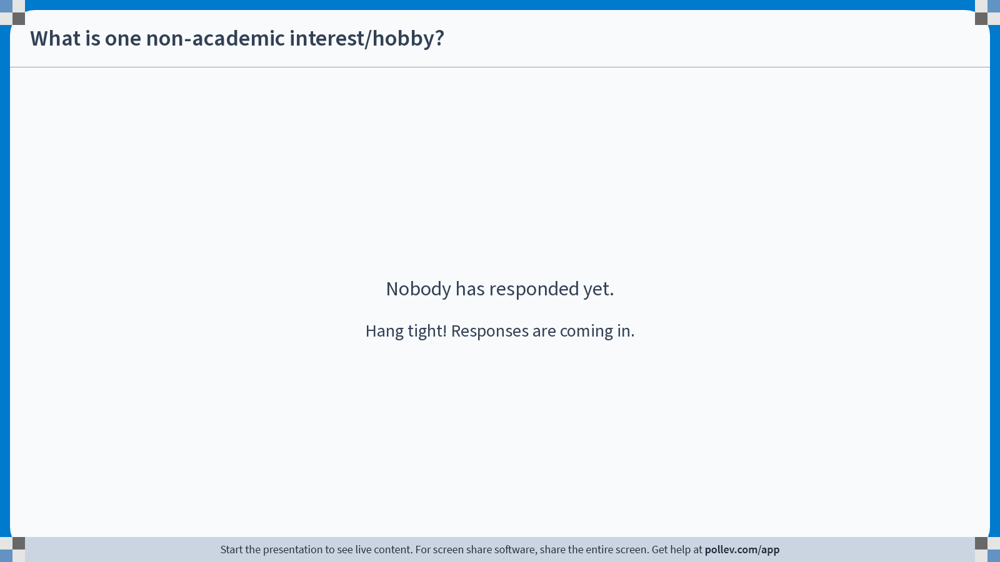 What is one non-academic interest/hobby?
Nobody has responded yet.
Hang tight! Responses are coming in.
Start the presentation to see live content. For screen share software, share the entire screen. Get help at pollev.com/app